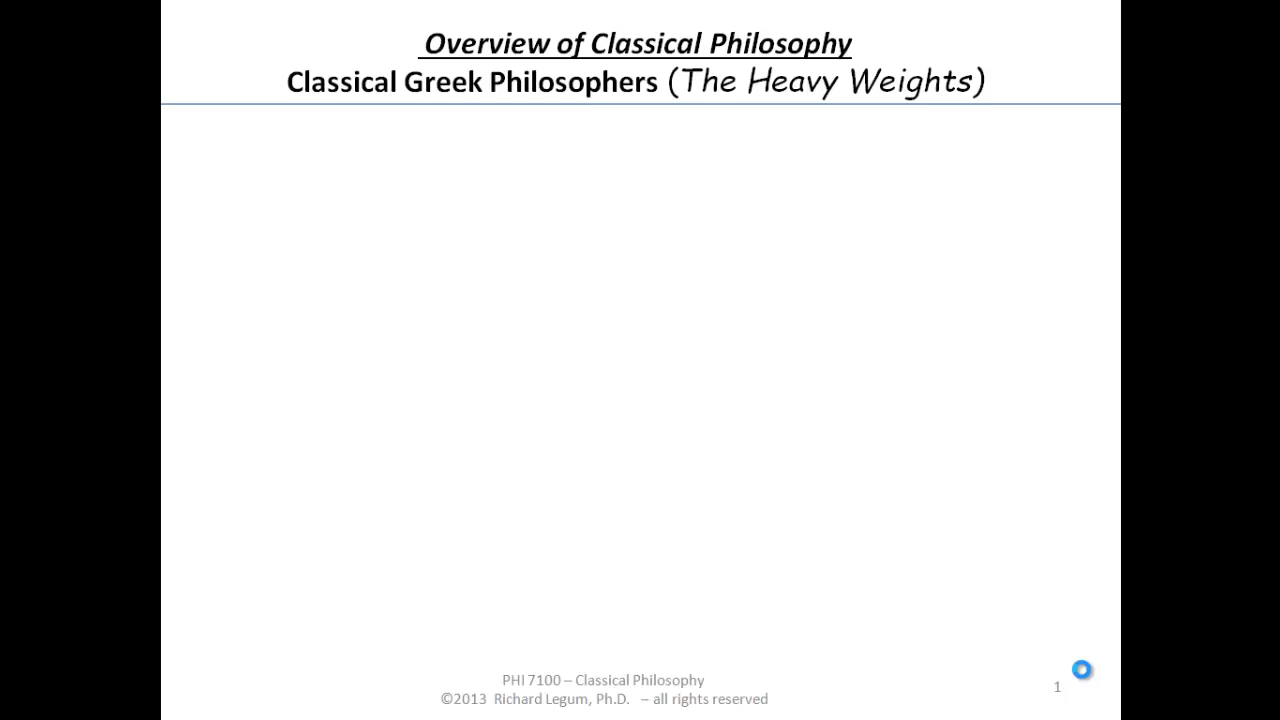 Overview of Classical Philosophy
Classical Greek Philosophers (The Heavy Weights)
PHI 7100 – Classical Philosophy
©2013 Richard Legum, Ph.D. – all rights reserved
1